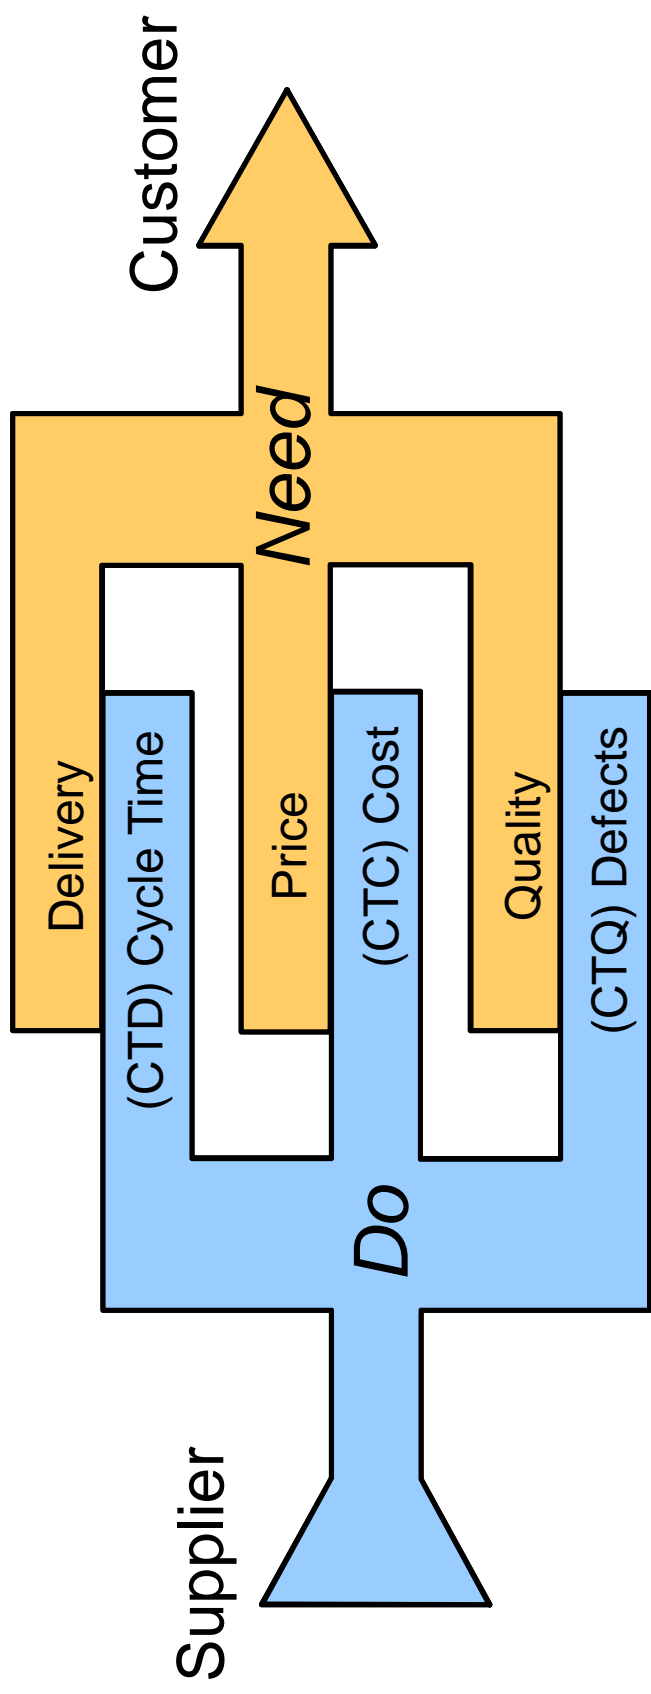 Supplier
Customer
Do
Need
Delivery
(CTD) Cycle Time
Price
(CTC) Cost
Quality
(CTQ) Defects